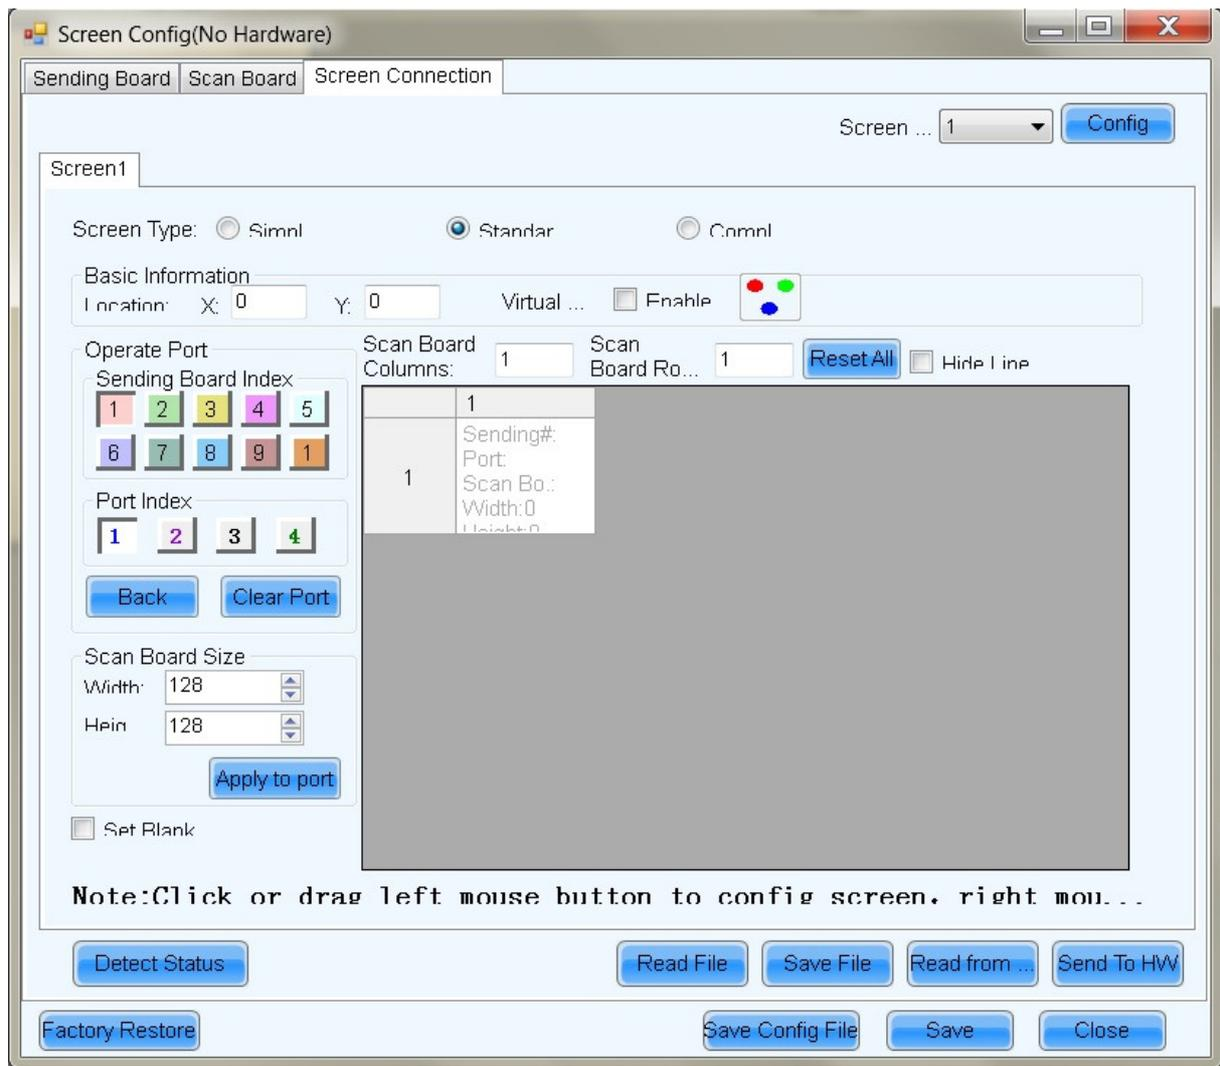 Screen Config(No Hardware)
Sending Board Scan Board Screen Connection
Screen ... 1 Config
Screen1
Screen Type: Simpl Standar Compl
Basic Information
Location: X: 0 Y: 0 Virtual ... Enable
Operate Port
Scan Board Columns: 1 Scan Board Ro... 1 Reset All Hide Line
Sending Board Index
1 2 3 4 5
6 7 8 9 1
Port Index
1 2 3 4
Back Clear Port
1
1
Sending#:
Port:
Scan Bo.:
Width:0
Height:0
Scan Board Size
Width: 128
Heig 128
Apply to port
Set Blank
Note:Click or drag left mouse button to config screen, right mou...
Detect Status Read File Save File Read from ... Send To HW
Factory Restore Save Config File Save Close